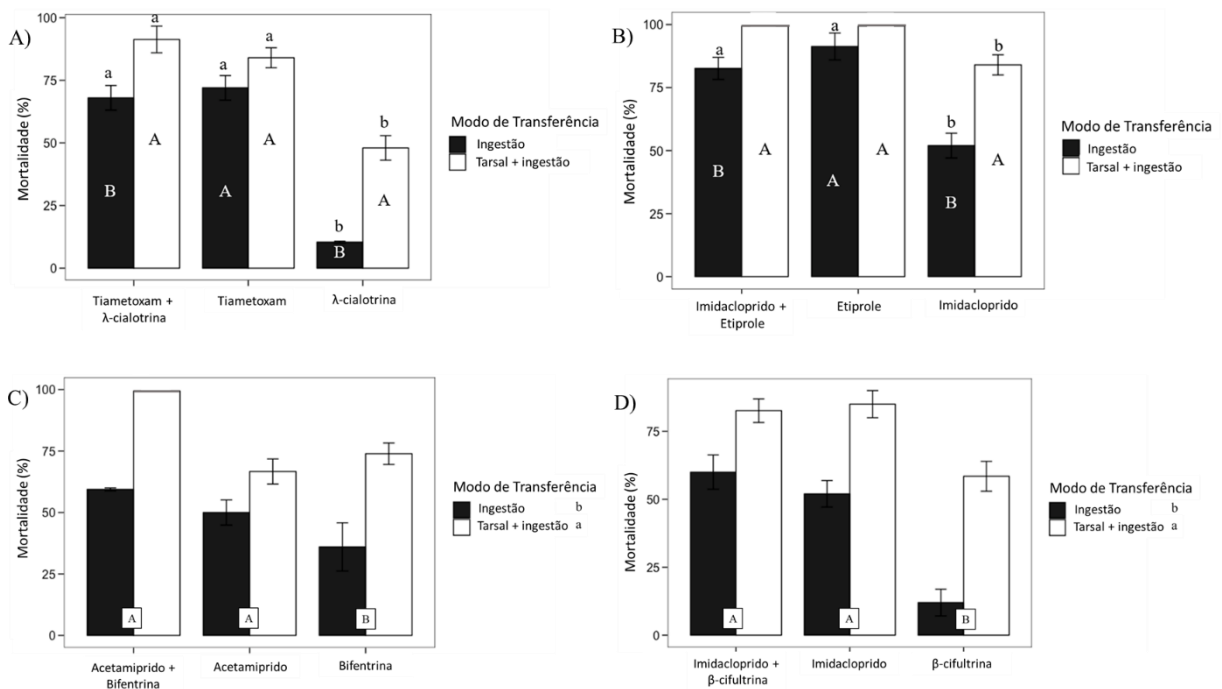 A)
Mortalidade (%)
100
75
50
25
0
a
a
a
a
b
b
B
A
A
A
B
A
Tiametoxam +
λ-cialotrina
Tiametoxam
λ-cialotrina
Modo de Transferência
Ingestão
Tarsal + ingestão
B)
Mortalidade (%)
100
75
50
25
0
a
a
b
b
B
A
A
A
B
A
Imidacloprido +
Etiprole
Etiprole
Imidacloprido
Modo de Transferência
Ingestão
Tarsal + ingestão
C)
Mortalidade (%)
100
75
50
25
0
A
A
B
Acetamiprido +
Bifentrina
Acetamiprido
Bifentrina
Modo de Transferência
Ingestão b
Tarsal + ingestão a
D)
Mortalidade (%)
75
50
25
0
A
A
B
Imidacloprido +
β-cifultrina
Imidacloprido
β-cifultrina
Modo de Transferência
Ingestão b
Tarsal + ingestão a